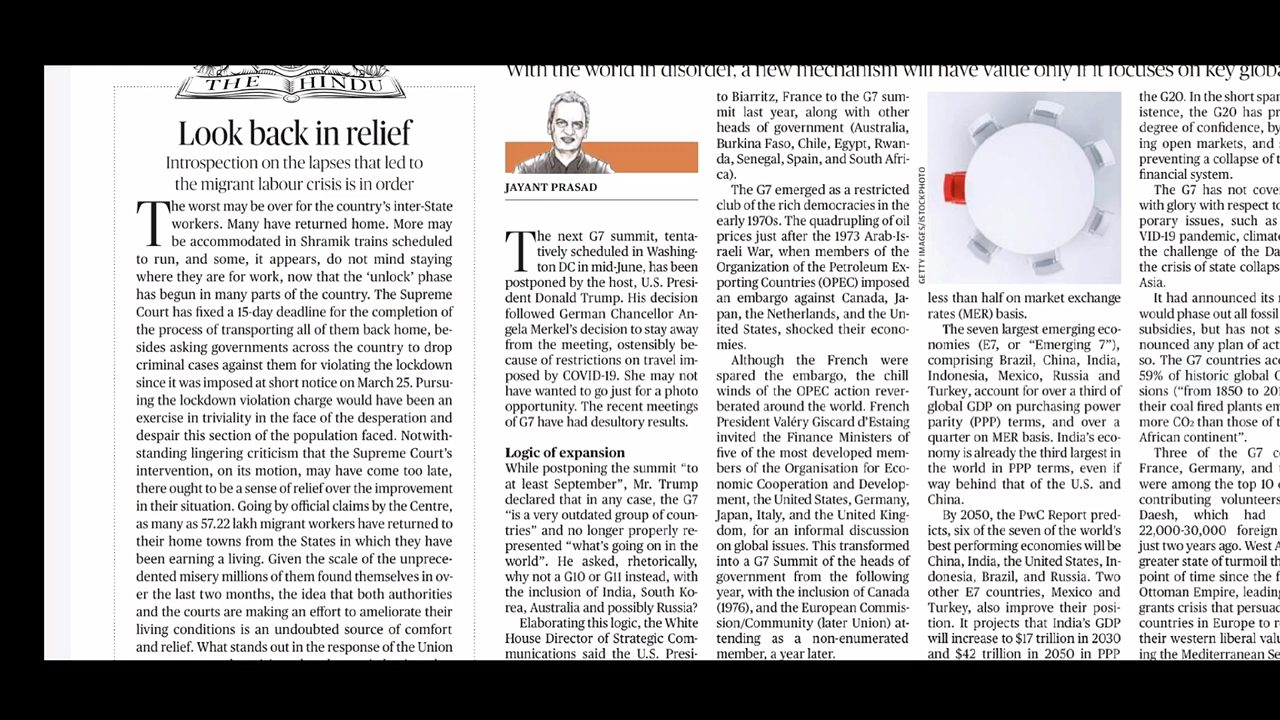 With the world in disorder, a new mechanism will have value only if it focuses on key globa
THE HINDU
Look back in relief
Introspection on the lapses that led to
the migrant labour crisis is in order
The worst may be over for the country's inter-State
workers. Many have returned home. More may
be accommodated in Shramik trains scheduled
to run, and some, it appears, do not mind staying
where they are for work, now that the 'unlock' phase
has begun in many parts of the country. The Supreme
Court has fixed a 15-day deadline for the completion of
the process of transporting all of them back home, be-
sides asking governments across the country to drop
criminal cases against them for violating the lockdown
since it was imposed at short notice on March 25. Pursu-
ing the lockdown violation charge would have been an
exercise in triviality in the face of the desperation and
despair this section of the population faced. Notwith-
standing lingering criticism that the Supreme Court's
intervention, on its motion, may have come too late,
there ought to be a sense of relief over the improvement
in their situation. Going by official claims by the Centre,
as many as 57.22 lakh migrant workers have returned to
their home towns from the States in which they have
been earning a living. Given the scale of the unprece-
dented misery millions of them found themselves in ov-
er the last two months, the idea that both authorities
and the courts are making an effort to ameliorate their
living conditions is an undoubted source of comfort
and relief. What stands out in the response of the Union
JAYANT PRASAD
The next G7 summit, tenta-
tively scheduled in Washing-
ton DC in mid-June, has been
postponed by the host, U.S. Presi-
dent Donald Trump. His decision
followed German Chancellor An-
gela Merkel's decision to stay away
from the meeting, ostensibly be-
cause of restrictions on travel im-
posed by COVID-19. She may not
have wanted to go just for a photo
opportunity. The recent meetings
of G7 have had desultory results.
Logic of expansion
While postponing the summit "to
at least September", Mr. Trump
declared that in any case, the G7
"is a very outdated group of coun-
tries" and no longer properly re-
presented "what's going on in the
world". He asked, rhetorically,
why not a G10 or G11 instead, with
the inclusion of India, South Ko-
rea, Australia and possibly Russia?
Elaborating this logic, the White
House Director of Strategic Com-
munications said the U.S. Presi-
to Biarritz, France to the G7 sum-
mit last year, along with other
heads of government (Australia,
Burkina Faso, Chile, Egypt, Rwan-
da, Senegal, Spain, and South Afri-
ca).
The G7 emerged as a restricted
club of the rich democracies in the
early 1970s. The quadrupling of oil
prices just after the 1973 Arab-Is-
raeli War, when members of the
Organization of the Petroleum Ex-
porting Countries (OPEC) imposed
an embargo against Canada, Ja-
pan, the Netherlands, and the Un-
ited States, shocked their econo-
mies.
Although the French were
spared the embargo, the chill
winds of the OPEC action rever-
berated around the world. French
President Valéry Giscard d'Estaing
invited the Finance Ministers of
five of the most developed mem-
bers of the Organisation for Eco-
nomic Cooperation and Develop-
ment, the United States, Germany,
Japan, Italy, and the United King-
dom, for an informal discussion
on global issues. This transformed
into a G7 Summit of the heads of
government from the following
year, with the inclusion of Canada
(1976), and the European Commis-
sion/Community (later Union) at-
tending as a non-enumerated
member, a year later.
GETTY IMAGES/ISTOCKPHOTO
less than half on market exchange
rates (MER) basis.
The seven largest emerging eco-
nomies (E7, or "Emerging 7"),
comprising Brazil, China, India,
Indonesia, Mexico, Russia and
Turkey, account for over a third of
global GDP on purchasing power
parity (PPP) terms, and over a
quarter on MER basis. India's eco-
nomy is already the third largest in
the world in PPP terms, even if
way behind that of the U.S. and
China.
By 2050, the PwC Report pred-
icts, six of the seven of the world's
best performing economies will be
China, India, the United States, In-
donesia, Brazil, and Russia. Two
other E7 countries, Mexico and
Turkey, also improve their posi-
tion. It projects that India's GDP
will increase to $17 trillion in 2030
and $42 trillion in 2050 in PPP
the G20. In the short span
istence, the G20 has pr
degree of confidence, by
ing open markets, and
preventing a collapse of t
financial system.
The G7 has not cove
with glory with respect to
porary issues, such as
VID-19 pandemic, climat
the challenge of the Da
the crisis of state collaps
Asia.
It had announced its
would phase out all fossil
subsidies, but has not s
nounced any plan of act
so. The G7 countries acc
59% of historic global C
sions ("from 1850 to 201
their coal fired plants em
more CO₂ than those of t
African continent".
Three of the G7 c
France, Germany, and
were among the top 10 c
contributing volunteers
Daesh, which had
22,000-30,000 foreign
just two years ago. West A
greater state of turmoil th
point of time since the f
Ottoman Empire, leading
grants crisis that persuad
countries in Europe to r
their western liberal val
ing the Mediterranean Se